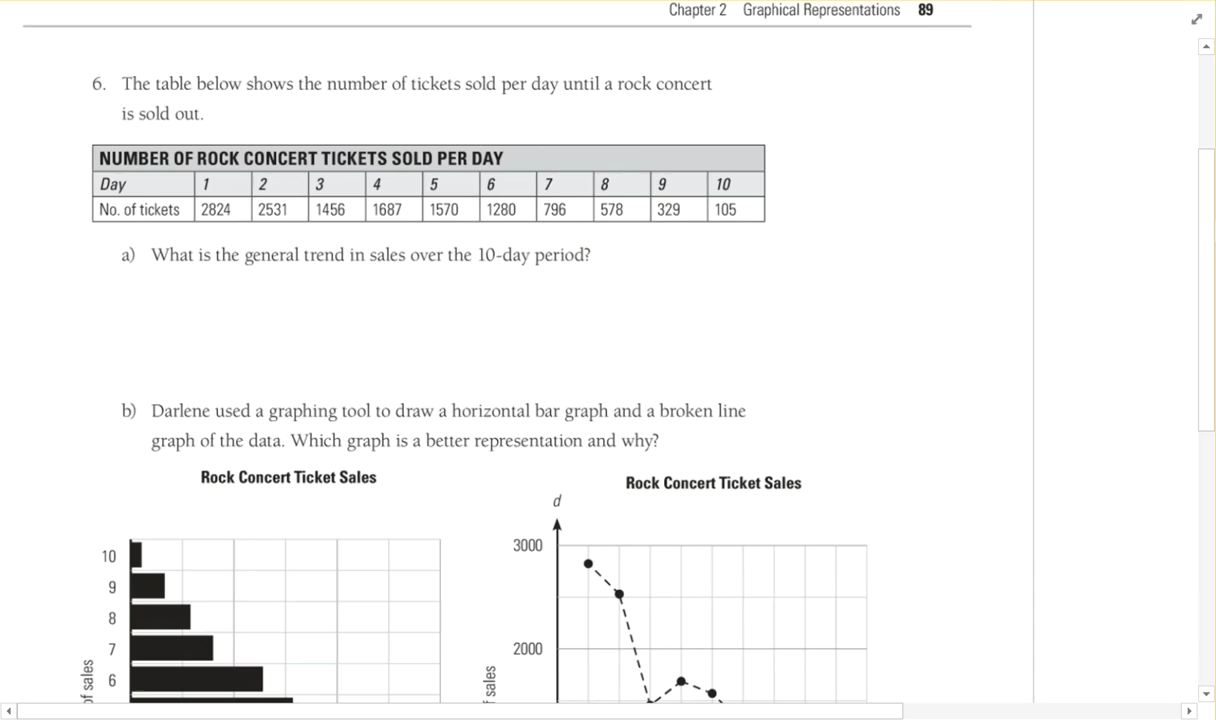 Chapter 2 Graphical Representations 89
6. The table below shows the number of tickets sold per day until a rock concert
is sold out.
NUMBER OF ROCK CONCERT TICKETS SOLD PER DAY
Day 1 2 3 4 5 6 7 8 9 10
No. of tickets 2824 2531 1456 1687 1570 1280 796 578 329 105
a) What is the general trend in sales over the 10-day period?
b) Darlene used a graphing tool to draw a horizontal bar graph and a broken line
graph of the data. Which graph is a better representation and why?
Rock Concert Ticket Sales
10
9
8
7
6
of sales
Rock Concert Ticket Sales
d
3000
2000
f sales